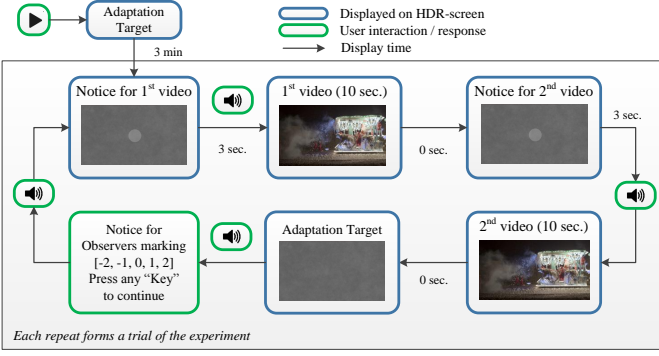 Adaptation
Target
Displayed on HDR-screen
User interaction / response
Display time
3 min
Notice for 1st video
3 sec.
1st video (10 sec.)
0 sec.
Notice for 2nd video
3 sec.
Notice for
Observers marking
[-2, -1, 0, 1, 2]
Press any “Key”
to continue
Adaptation Target
0 sec.
2nd video (10 sec.)
Each repeat forms a trial of the experiment